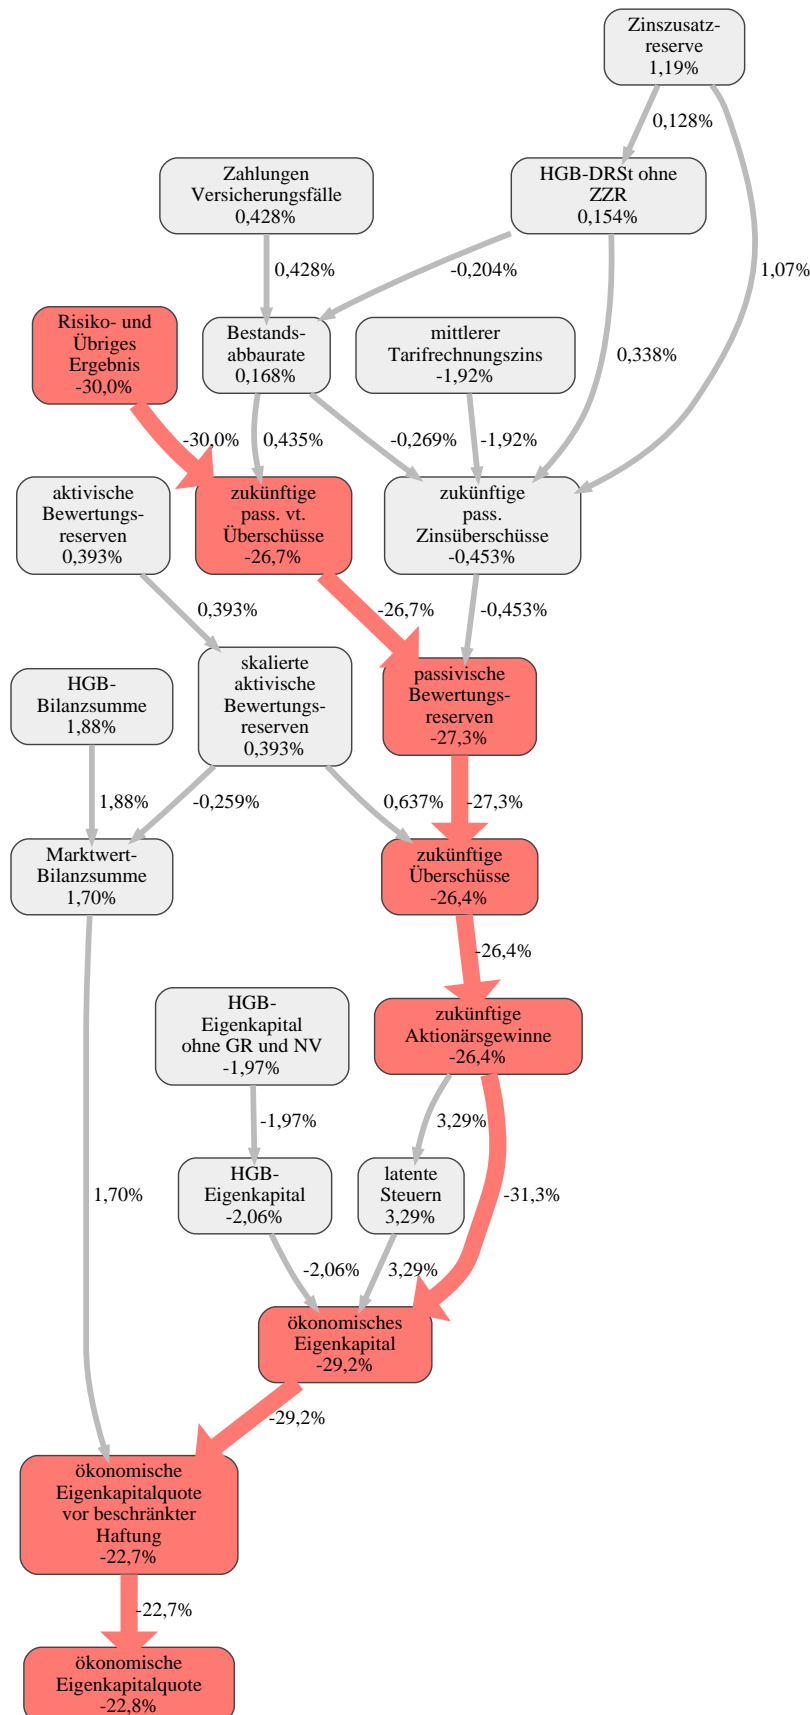 Zinszusatz-
reserve
1,19%
0,128%
Zahlungen
Versicherungsfälle
0,428%
HGB-DRSt ohne
ZZR
0,154%
0,428%
-0,204%
1,07%
Risiko- und
Übriges
Ergebnis
-30,0%
Bestands-
abbaurate
0,168%
mittlerer
Tarifrechnungszins
-1,92%
0,338%
-30,0%
0,435%
-0,269%
-1,92%
aktivische
Bewertungs-
reserven
0,393%
zukünftige
pass. vt.
Überschüsse
-26,7%
zukünftige
pass.
Zinsüberschüsse
-0,453%
0,393%
-26,7%
-0,453%
HGB-
Bilanzsumme
1,88%
skalierte
aktivische
Bewertungs-
reserven
0,393%
passivische
Bewertungs-
reserven
-27,3%
1,88%
-0,259%
0,637%
-27,3%
Marktwert-
Bilanzsumme
1,70%
zukünftige
Überschüsse
-26,4%
-26,4%
HGB-
Eigenkapital
ohne GR und NV
-1,97%
zukünftige
Aktionärsgewinne
-26,4%
-1,97%
3,29%
1,70%
HGB-
Eigenkapital
-2,06%
latente
Steuern
3,29%
-31,3%
-2,06%
3,29%
ökonomisches
Eigenkapital
-29,2%
-29,2%
ökonomische
Eigenkapitalquote
vor beschränkter
Haftung
-22,7%
-22,7%
ökonomische
Eigenkapitalquote
-22,8%